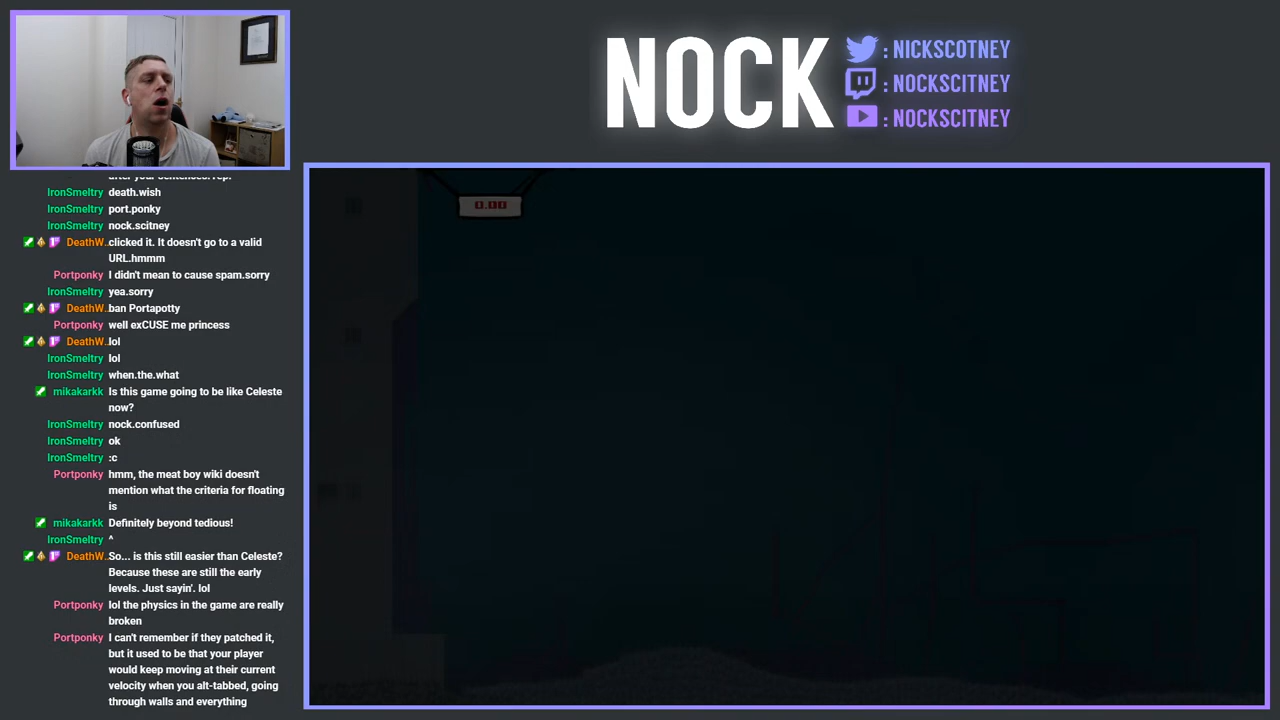 NOCK
: NICKSCOTNEY
: NOCKSCITNEY
: NOCKSCITNEY
0.00
IronSmeltry death.wish
IronSmeltry port.ponky
IronSmeltry nock.scitney
DeathW.. clicked it. It doesn't go to a valid
URL.hmmm
Portponky I didn't mean to cause spam.sorry
IronSmeltry yea.sorry
DeathW.. ban Portapotty
Portponky well exCUSE me princess
DeathW.. lol
IronSmeltry lol
IronSmeltry when.the.what
mikakarkk Is this game going to be like Celeste
now?
IronSmeltry nock.confused
IronSmeltry ok
IronSmeltry :c
Portponky hmm, the meat boy wiki doesn't
mention what the criteria for floating
is
mikakarkk Definitely beyond tedious!
IronSmeltry ^
DeathW.. So... is this still easier than Celeste?
Because these are still the early
levels. Just sayin'. lol
Portponky lol the physics in the game are really
broken
Portponky I can't remember if they patched it,
but it used to be that your player
would keep moving at their current
velocity when you alt-tabbed, going
through walls and everything